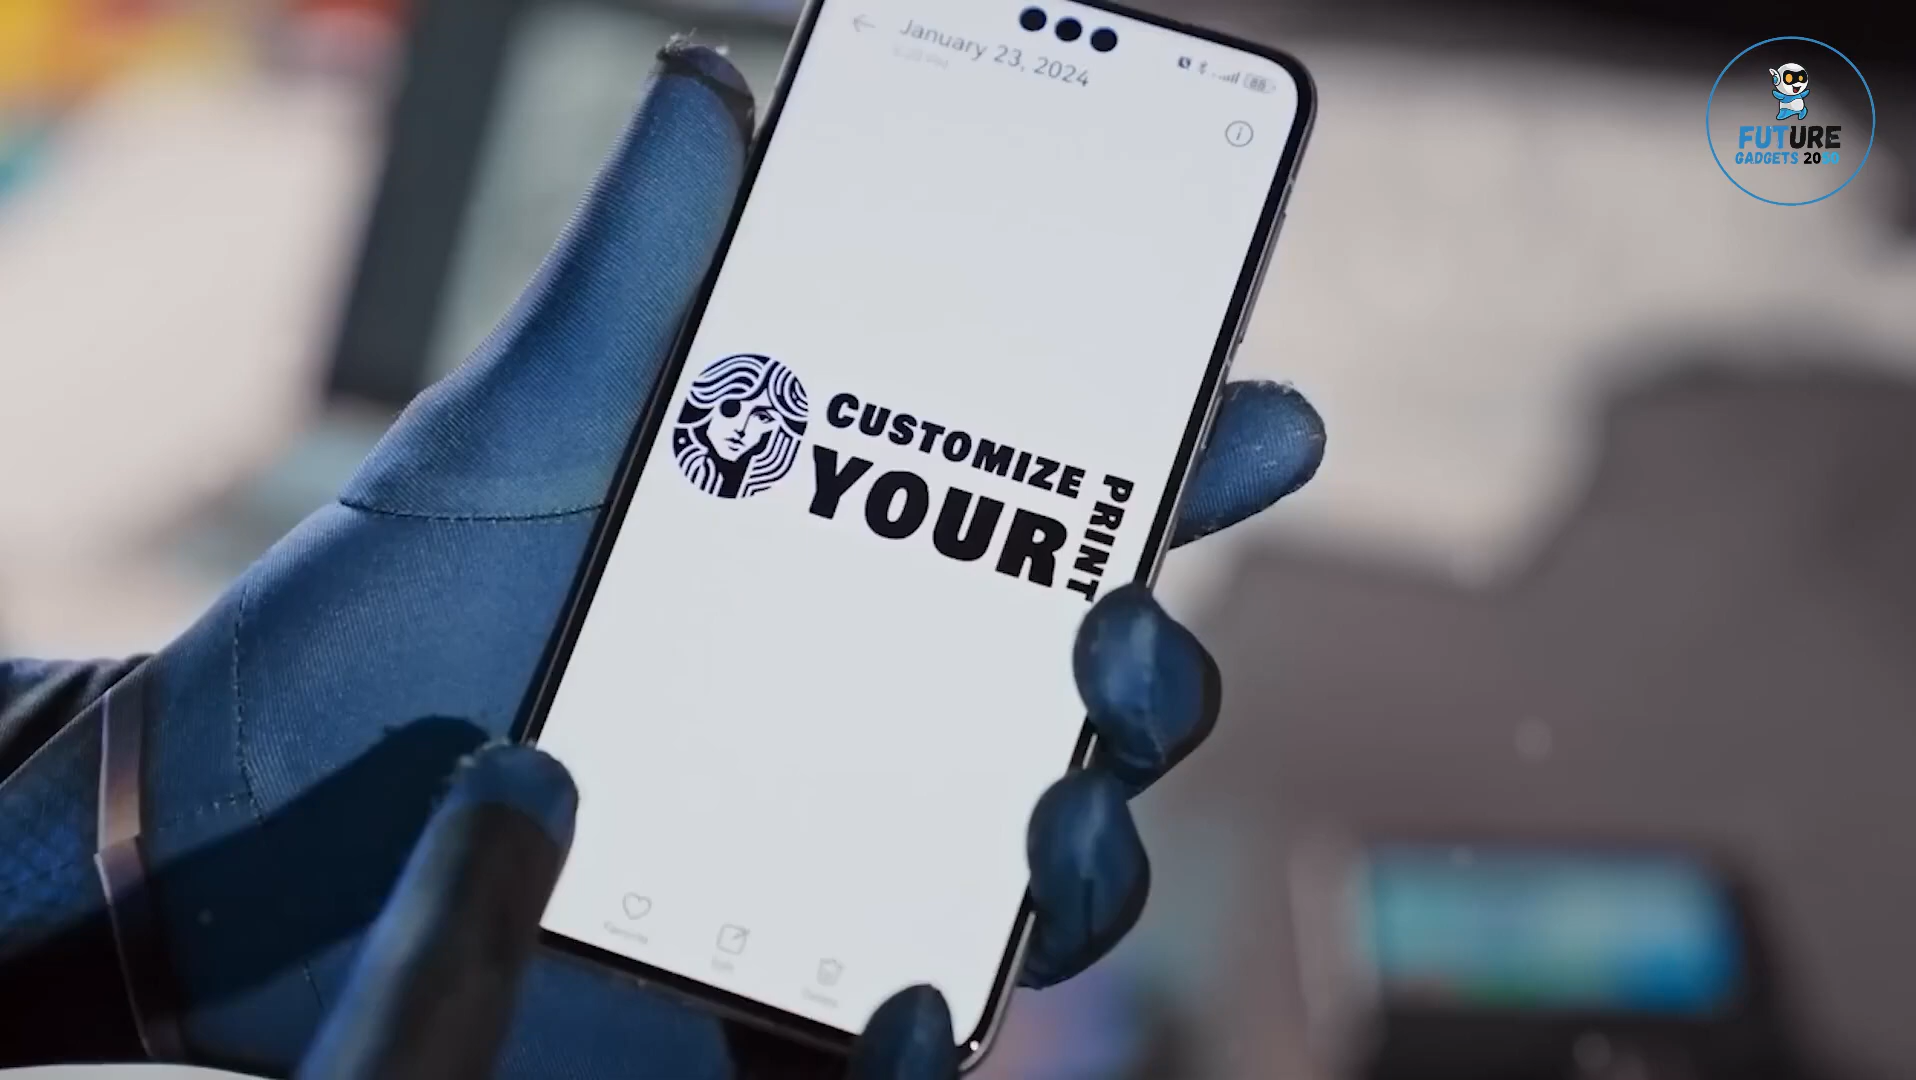 January 23, 2024
CUSTOMIZE
YOUR
PRINT
FUTURE
GADGETS 2050